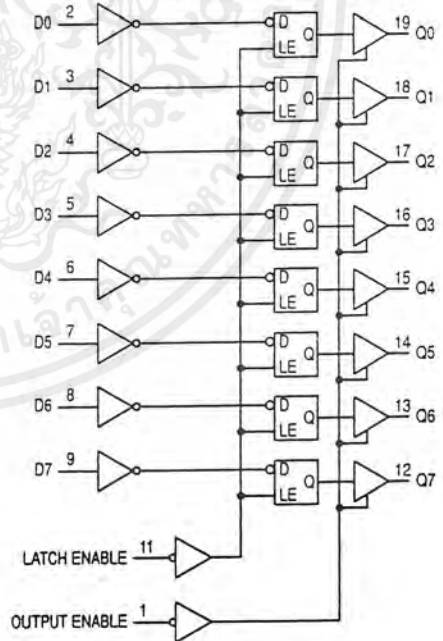 D0 2 D Q LE 19 Q0
D1 3 D Q LE 18 Q1
D2 4 D Q LE 17 Q2
D3 5 D Q LE 16 Q3
D4 6 D Q LE 15 Q4
D5 7 D Q LE 14 Q5
D6 8 D Q LE 13 Q6
D7 9 D Q LE 12 Q7
LATCH ENABLE 11
OUTPUT ENABLE 1